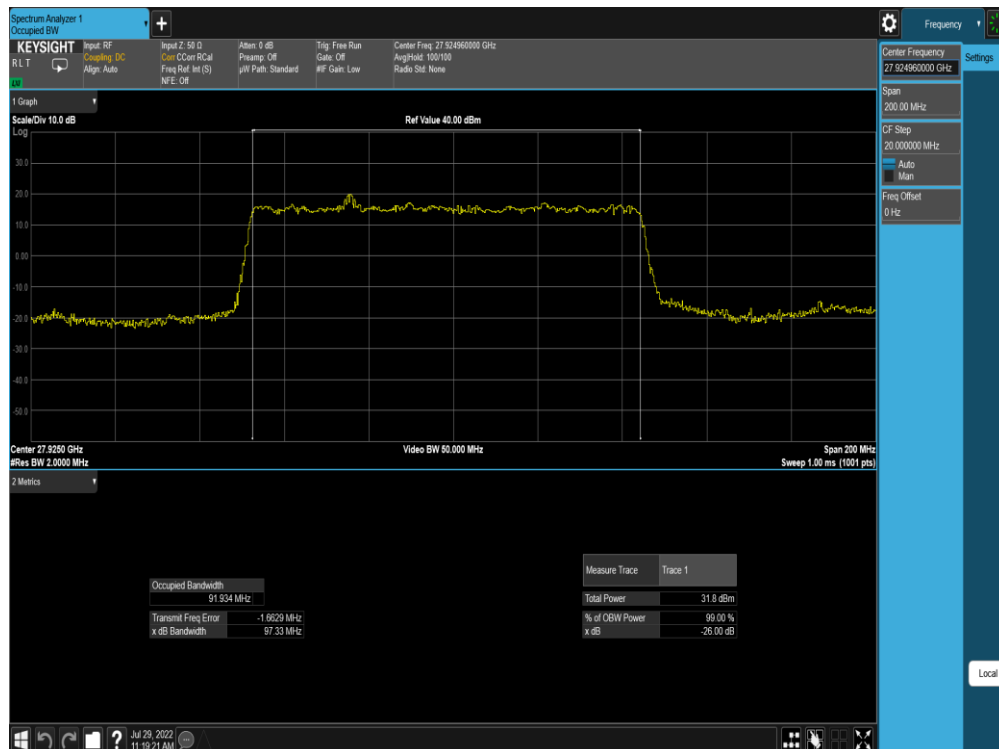 Spectrum Analyzer 1
Occupied BW
+
Frequency
KEYSIGHT
RLT
LXI
Input: RF
Coupling: DC
Align: Auto
Input Z: 50 Ω
Corr CCorr RCal
Freq Ref: Int (S)
NFE: Off
Atten: 0 dB
Preamp: Off
µW Path: Standard
Trig: Free Run
Gate: Off
#IF Gain: Low
Center Freq: 27.924960000 GHz
Avg|Hold: 100/100
Radio Std: None
Center Frequency
27.924960000 GHz
Settings
Span
200.00 MHz
CF Step
20.000000 MHz
Auto
Man
Freq Offset
0 Hz
1 Graph
Scale/Div 10.0 dB
Ref Value 40.00 dBm
Log
30.0
20.0
10.0
0.00
-10.0
-20.0
-30.0
-40.0
-50.0
Center 27.9250 GHz
Video BW 50.000 MHz
Span 200 MHz
#Res BW 2.0000 MHz
Sweep 1.00 ms (1001 pts)
2 Metrics
Measure Trace Trace 1
Occupied Bandwidth
91.934 MHz
Total Power 31.8 dBm
Transmit Freq Error -1.6629 MHz
% of OBW Power 99.00 %
x dB Bandwidth 97.33 MHz
x dB -26.00 dB
Local
?
Jul 29, 2022
11:19:21 AM